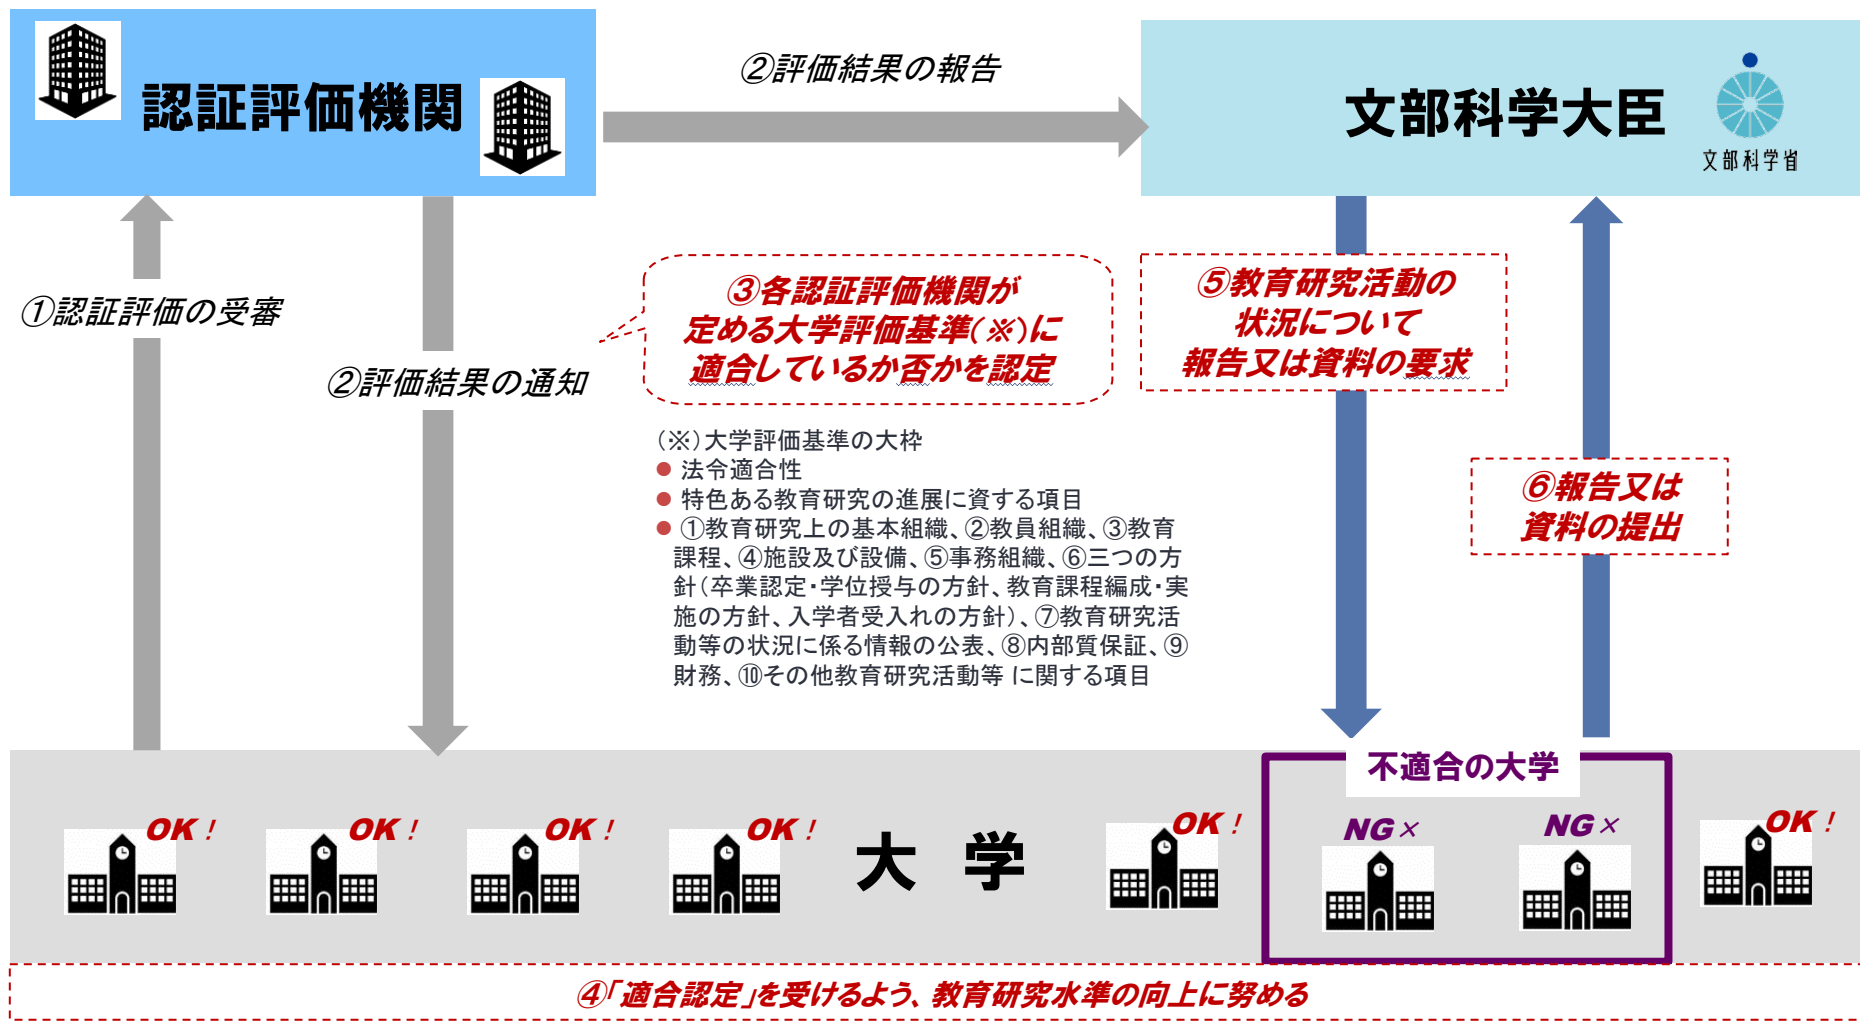 認証評価機関
②評価結果の報告
文部科学大臣
文部科学省
①認証評価の受審
②評価結果の通知
③各認証評価機関が
定める大学評価基準(※)に
適合しているか否かを認定
⑤教育研究活動の
状況について
報告又は資料の要求
⑥報告又は
資料の提出
(※)大学評価基準の大枠
● 法令適合性
● 特色ある教育研究の進展に資する項目
● ①教育研究上の基本組織、②教員組織、③教育
課程、④施設及び設備、⑤事務組織、⑥三つの方
針(卒業認定・学位授与の方針、教育課程編成・実
施の方針、入学者受入れの方針)、⑦教育研究活
動等の状況に係る情報の公表、⑧内部質保証、⑨
財務、⑩その他教育研究活動等 に関する項目
不適合の大学
OK!
OK!
OK!
OK!
大 学
OK!
NG×
NG×
OK!
④「適合認定」を受けるよう、教育研究水準の向上に努める